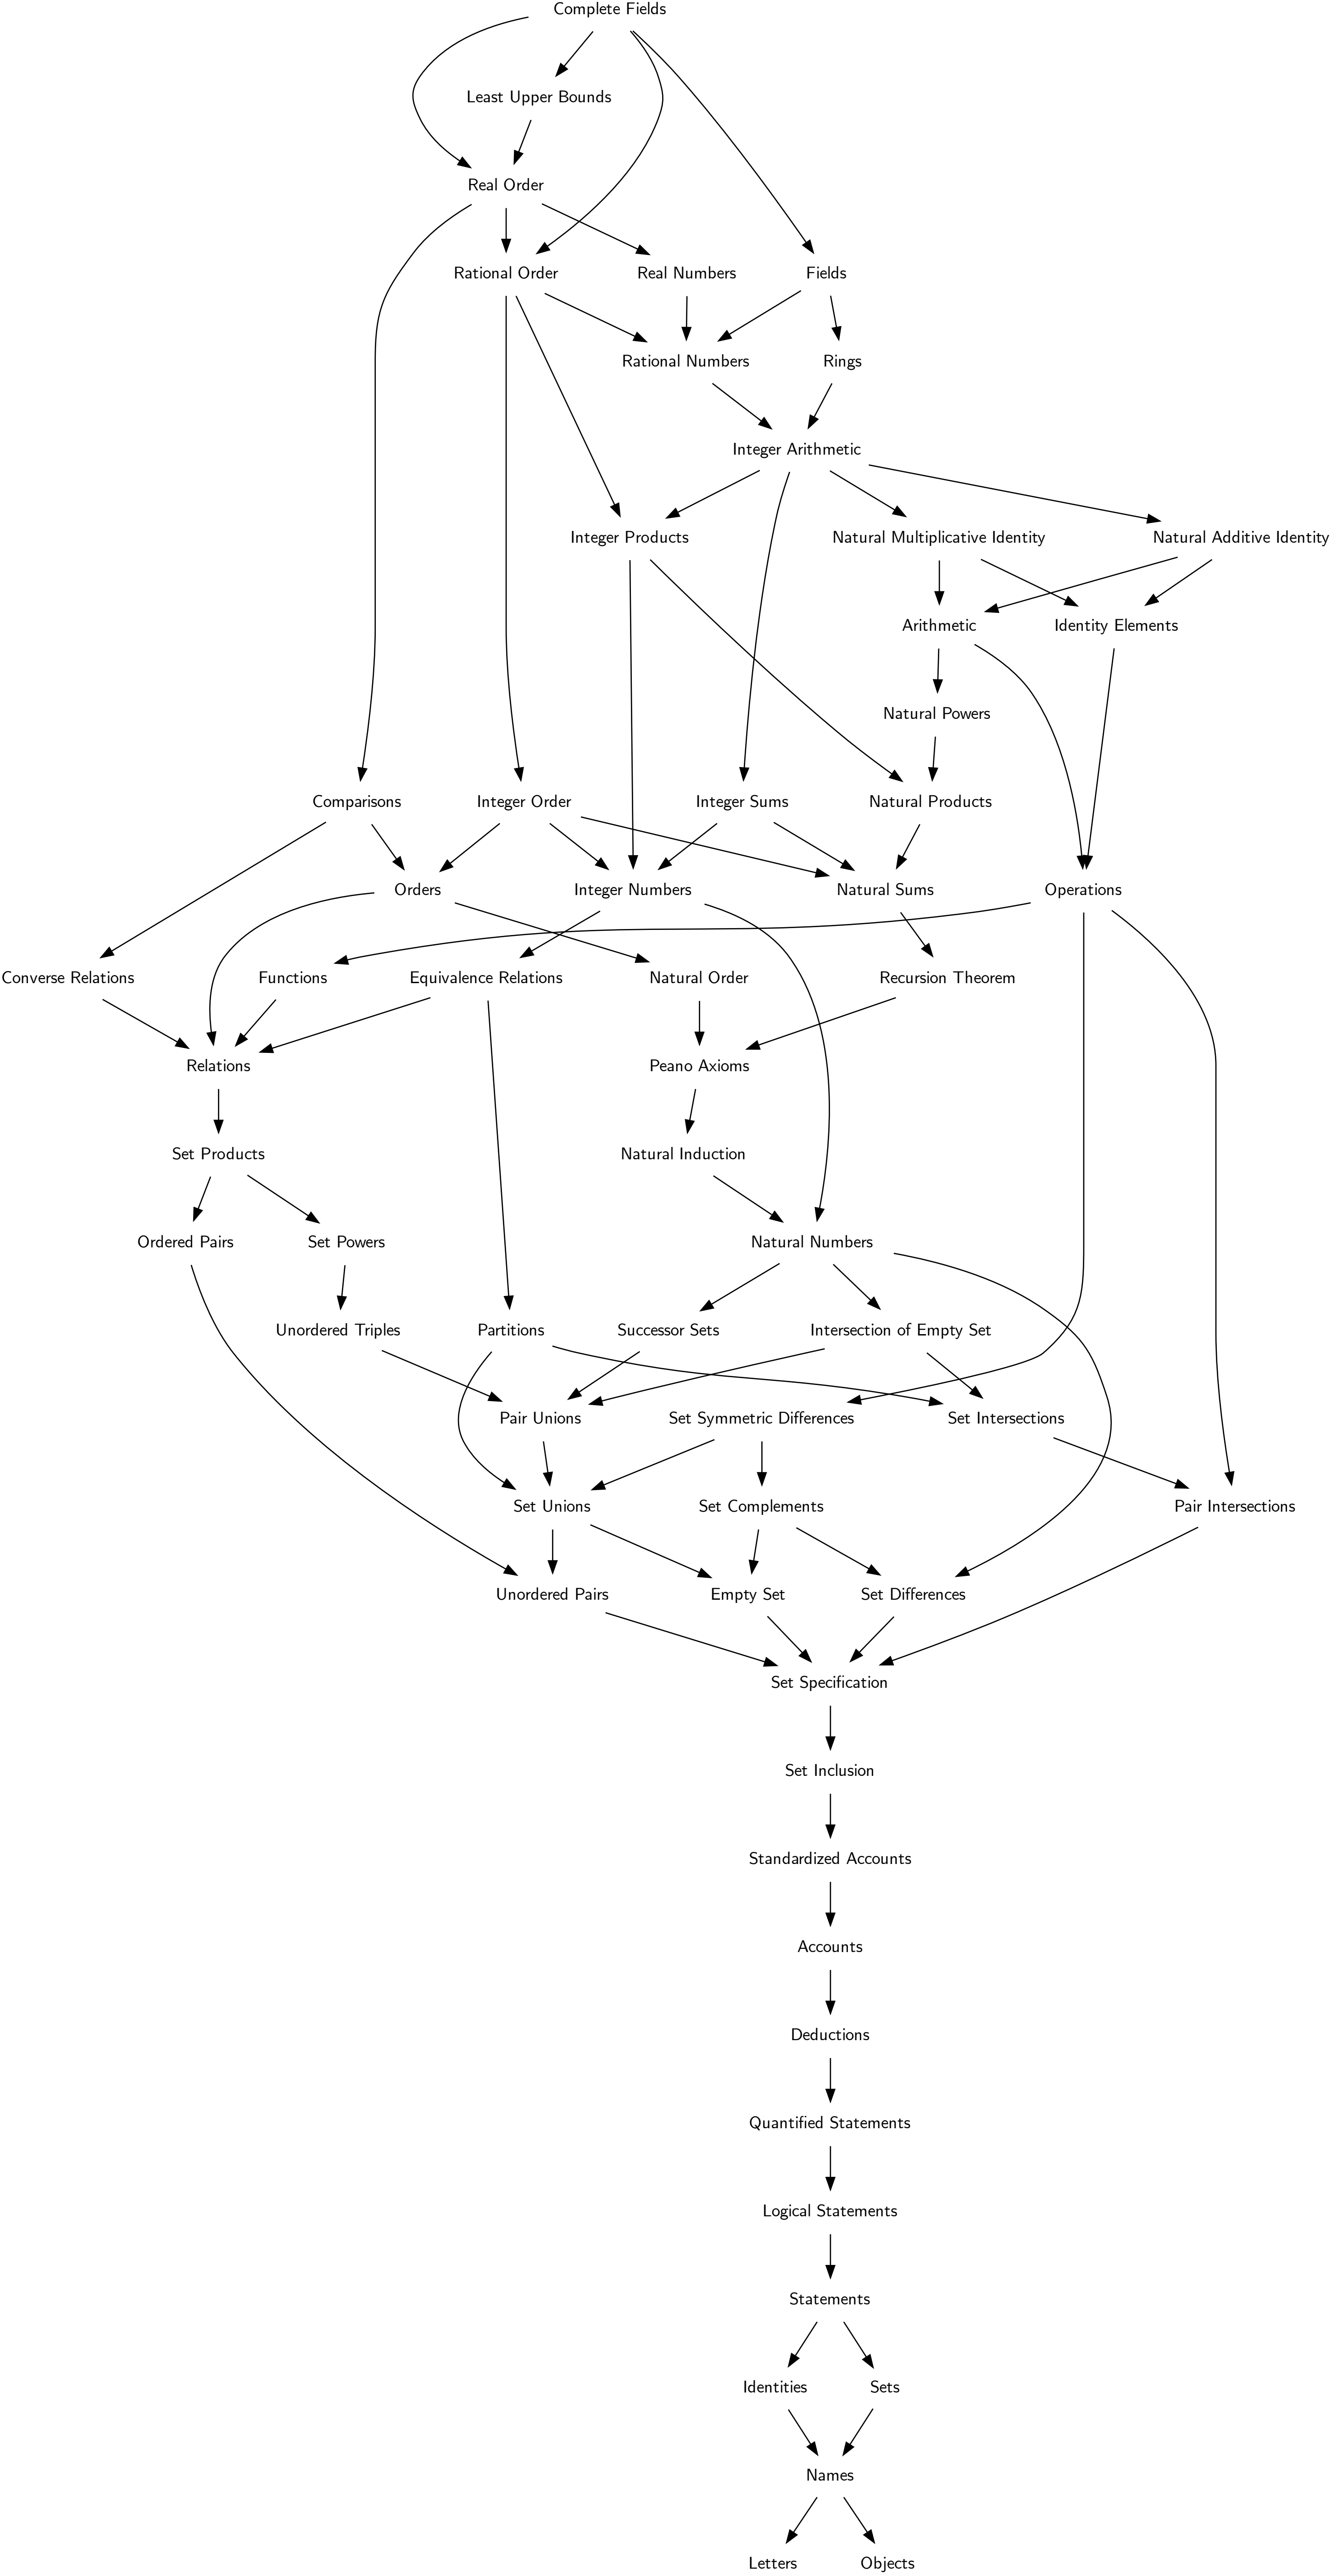 Complete Fields
Least Upper Bounds
Real Order
Rational Order
Real Numbers
Fields
Rational Numbers
Rings
Integer Arithmetic
Integer Products
Natural Multiplicative Identity
Natural Additive Identity
Arithmetic
Identity Elements
Natural Powers
Comparisons
Integer Order
Integer Sums
Natural Products
Orders
Integer Numbers
Natural Sums
Operations
Converse Relations
Functions
Equivalence Relations
Natural Order
Recursion Theorem
Relations
Peano Axioms
Set Products
Natural Induction
Ordered Pairs
Set Powers
Natural Numbers
Unordered Triples
Partitions
Successor Sets
Intersection of Empty Set
Pair Unions
Set Symmetric Differences
Set Intersections
Set Unions
Set Complements
Pair Intersections
Unordered Pairs
Empty Set
Set Differences
Set Specification
Set Inclusion
Standardized Accounts
Accounts
Deductions
Quantified Statements
Logical Statements
Statements
Identities
Sets
Names
Letters
Objects